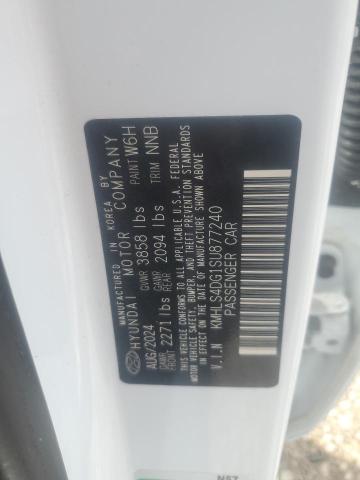 MANUFACTURED IN KOREA BY
HYUNDAI MOTOR COMPANY
AUG/2024 GVWR 3858 lbs PAINT W6H
GAWR FRONT 2271 lbs GAWR REAR 2094 lbs TRIM NNB
THIS VEHICLE CONFORMS TO ALL APPLICABLE U.S.A. FEDERAL
MOTOR VEHICLE SAFETY, BUMPER, AND THEFT PREVENTION
STANDARDS IN EFFECT ON THE DATE OF MANUFACTURE SHOWN ABOVE
V.I.N KMHLS4DG1SU877240
PASSENGER CAR